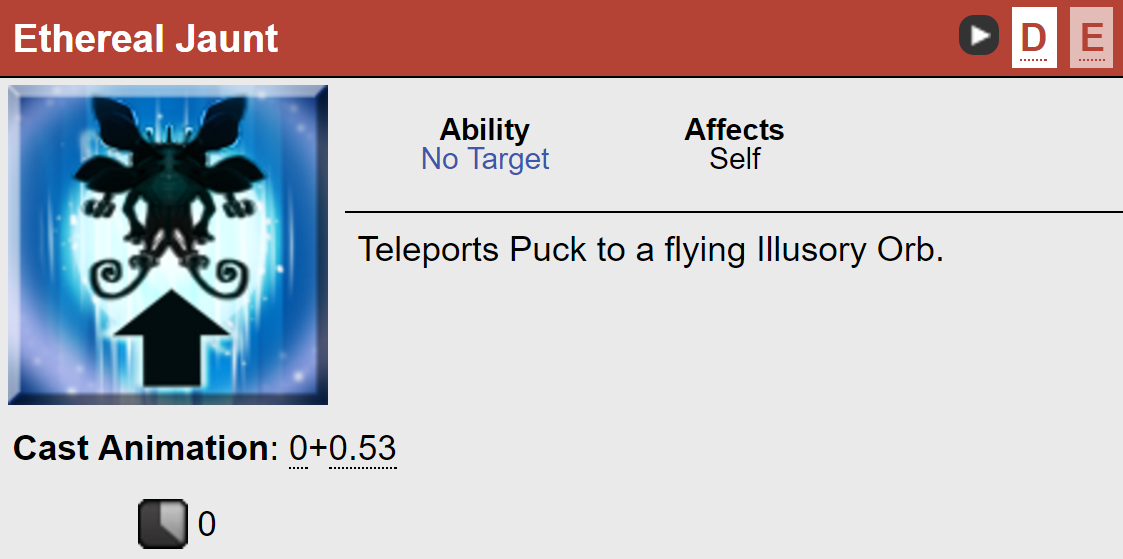 Ethereal Jaunt
D E
Ability Affects
No Target Self
Teleports Puck to a flying Illusory Orb.
Cast Animation: 0+0.53
0